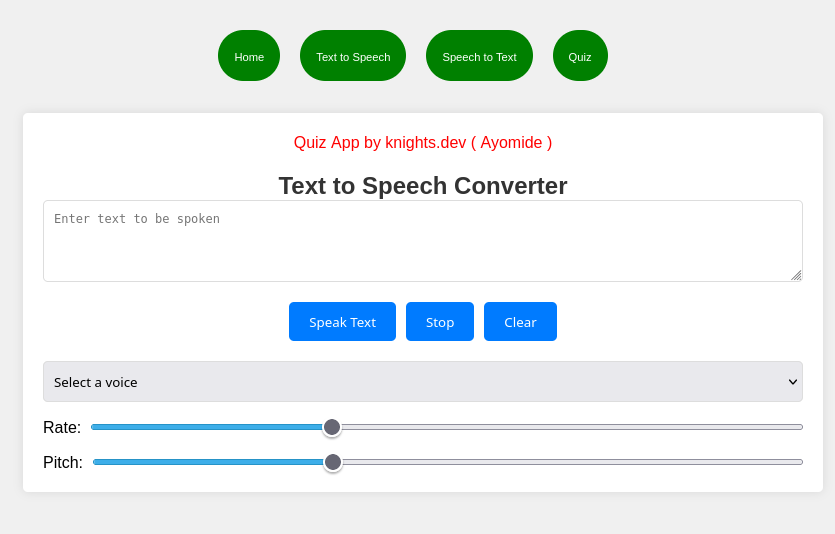 Home Text to Speech Speech to Text Quiz
Quiz App by knights.dev ( Ayomide )
Text to Speech Converter
Enter text to be spoken
Speak Text Stop Clear
Select a voice
Rate:
Pitch: